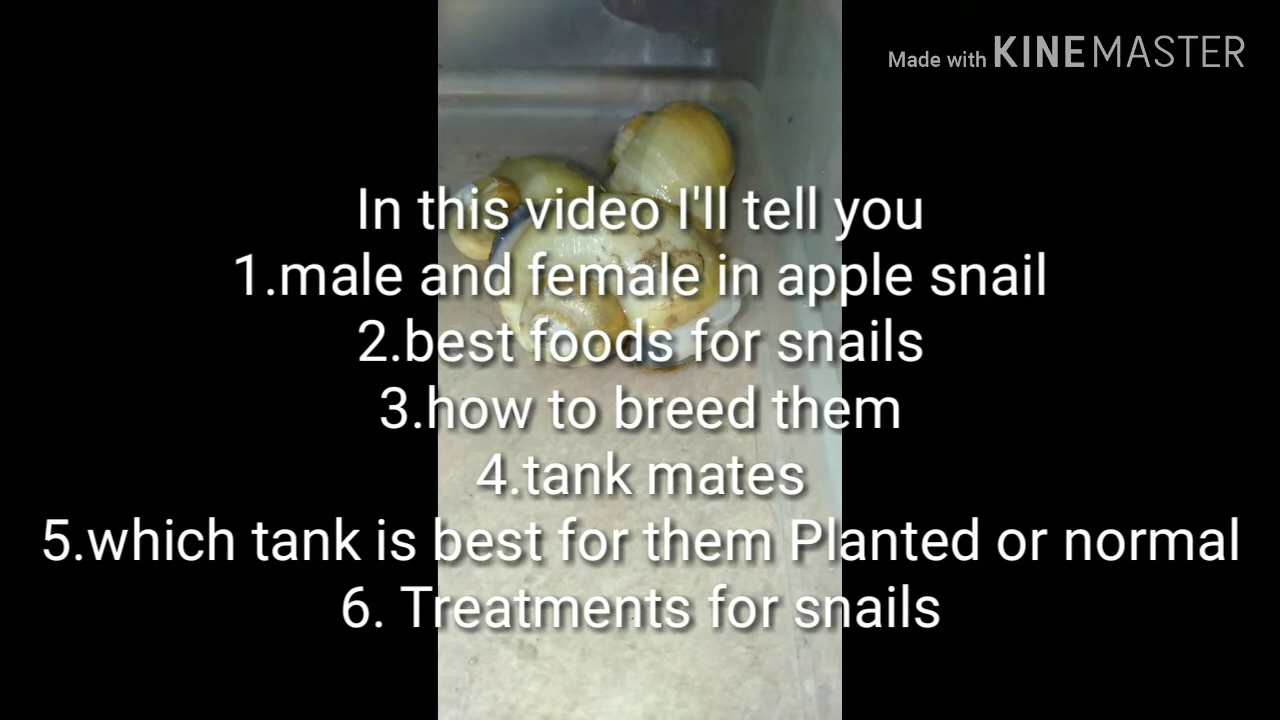 Made with KINEMASTER
In this video I'll tell you
1.male and female in apple snail
2.best foods for snails
3.how to breed them
4.tank mates
5.which tank is best for them Planted or normal
6. Treatments for snails